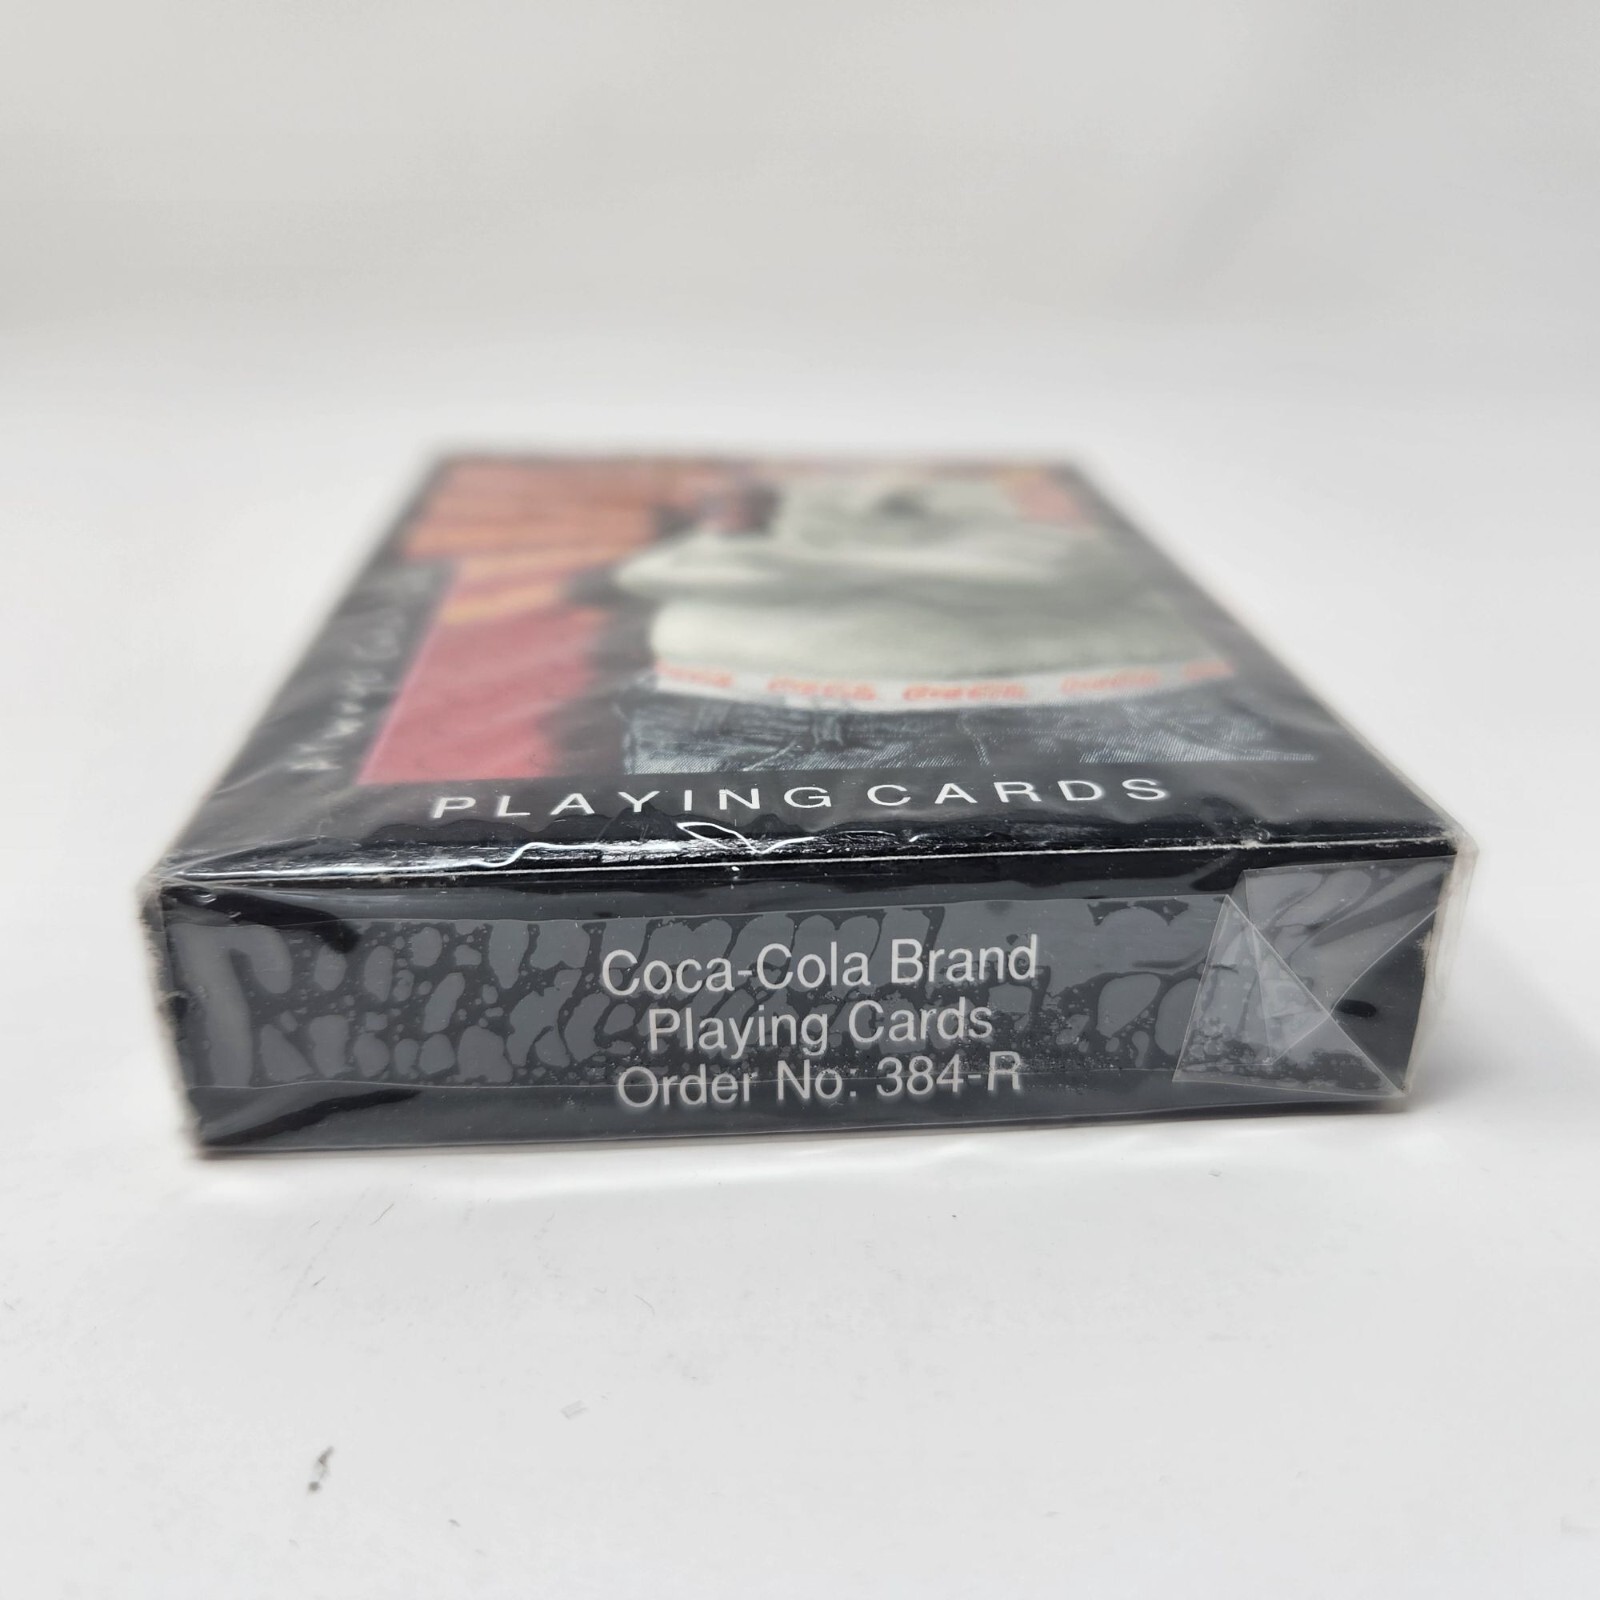 PLAYING CARDS
Coca-Cola Brand
Playing Cards
Order No. 384-R